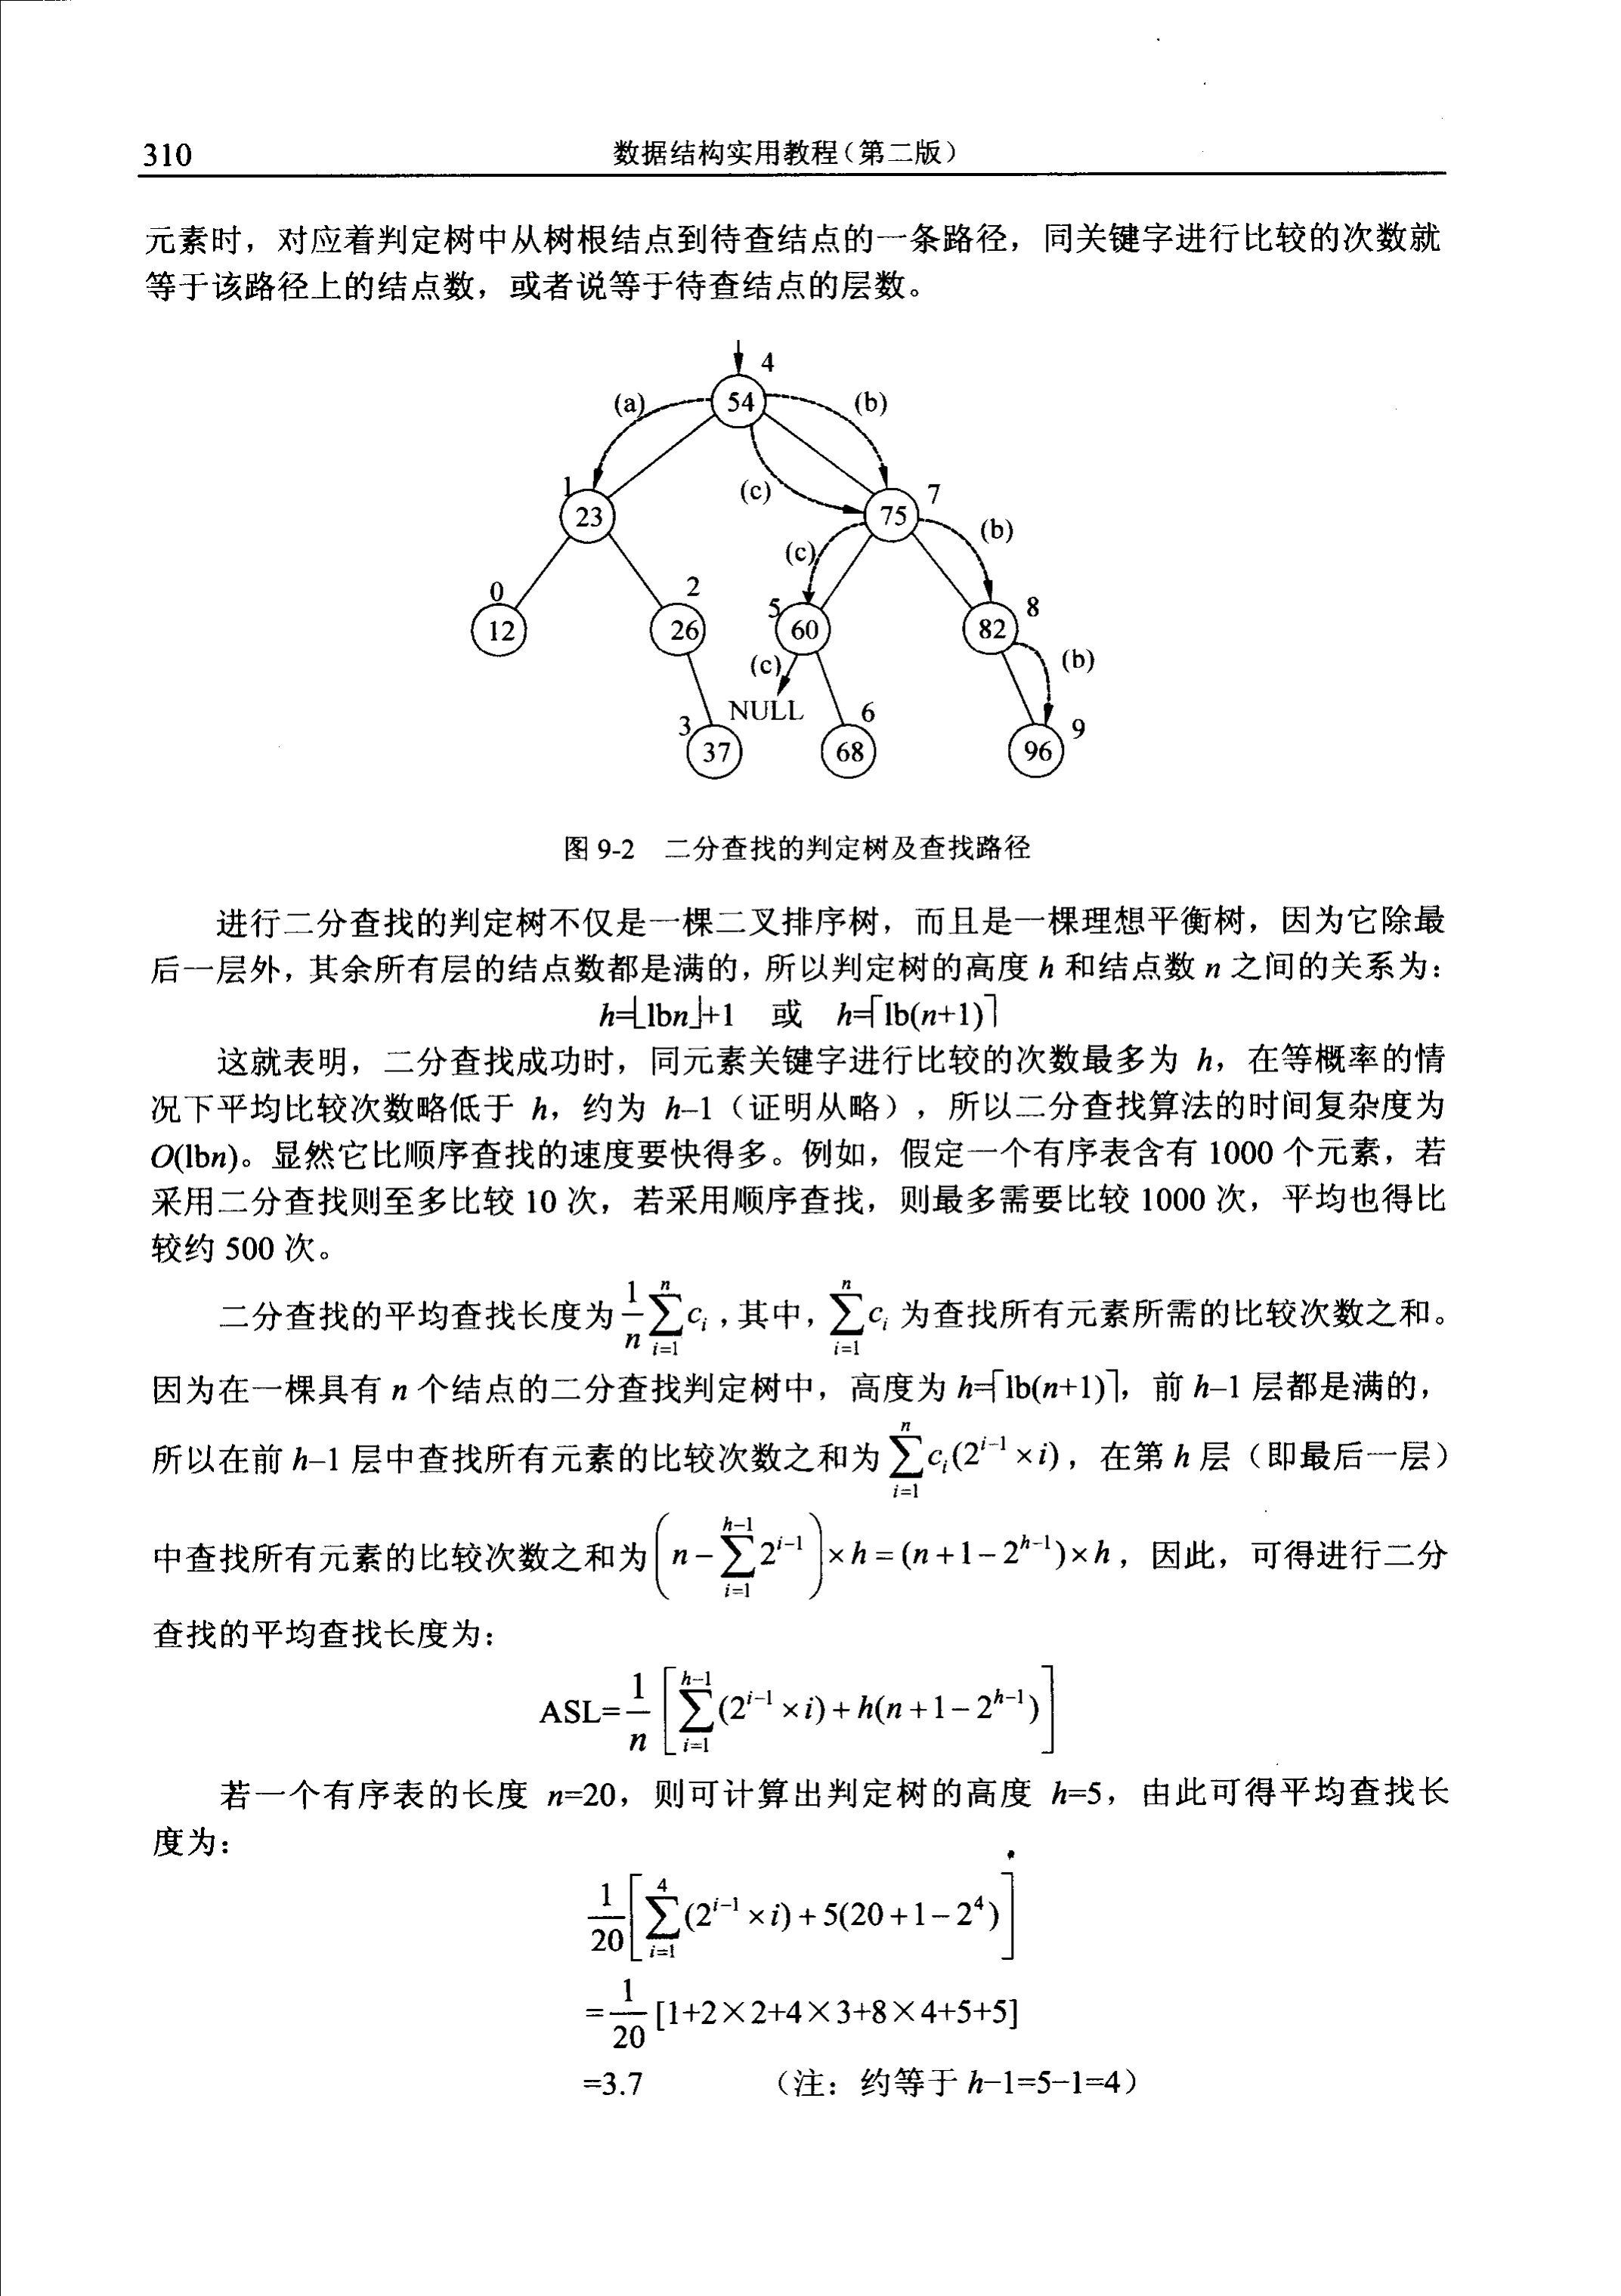 310
数据结构实用教程(第二版)
元素时，对应着判定树中从树根结点到待查结点的一条路径，同关键字进行比较的次数就
等于该路径上的结点数，或者说等于待查结点的层数。
4
(a) 54 (b)
1 (c) 7
23 75 (b)
(c)
0 2 5 8
12 26 60 82
(c) (b)
NULL
3 6 9
37 68 96
图 9-2 二分查找的判定树及查找路径
进行二分查找的判定树不仅是一棵二叉排序树，而且是一棵理想平衡树，因为它除最
后一层外，其余所有层的结点数都是满的，所以判定树的高度 h 和结点数 n 之间的关系为：
h=⌊lbn⌋+1 或 h=⌈lb(n+1)⌉
这就表明，二分查找成功时，同元素关键字进行比较的次数最多为 h，在等概率的情
况下平均比较次数略低于 h，约为 h–1（证明从略），所以二分查找算法的时间复杂度为
O(lbn)。显然它比顺序查找的速度要快得多。例如，假定一个有序表含有 1000 个元素，若
采用二分查找则至多比较 10 次，若采用顺序查找，则最多需要比较 1000 次，平均也得比
较约 500 次。
二分查找的平均查找长度为 $\frac{1}{n}\sum_{i=1}^{n}c_i$，其中，$\sum_{i=1}^{n}c_i$ 为查找所有元素所需的比较次数之和。
因为在一棵具有 n 个结点的二分查找判定树中，高度为 h=⌈lb(n+1)⌉，前 h–1 层都是满的，
所以在前 h–1 层中查找所有元素的比较次数之和为 $\sum_{i=1}^{n}c_i(2^{i-1}×i)$，在第 h 层（即最后一层）
中查找所有元素的比较次数之和为 $\left(n-\sum_{i=1}^{h-1}2^{i-1}\right)×h=(n+1-2^{h-1})×h$，因此，可得进行二分
查找的平均查找长度为：
ASL=$\frac{1}{n}\left[\sum_{i=1}^{h-1}(2^{i-1}×i)+h(n+1-2^{h-1})\right]$
若一个有序表的长度 n=20，则可计算出判定树的高度 h=5，由此可得平均查找长
度为：
$\frac{1}{20}\left[\sum_{i=1}^{4}(2^{i-1}×i)+5(20+1-2^4)\right]$
=$\frac{1}{20}$[1+2×2+4×3+8×4+5+5]
=3.7 （注：约等于 h–1=5–1=4）